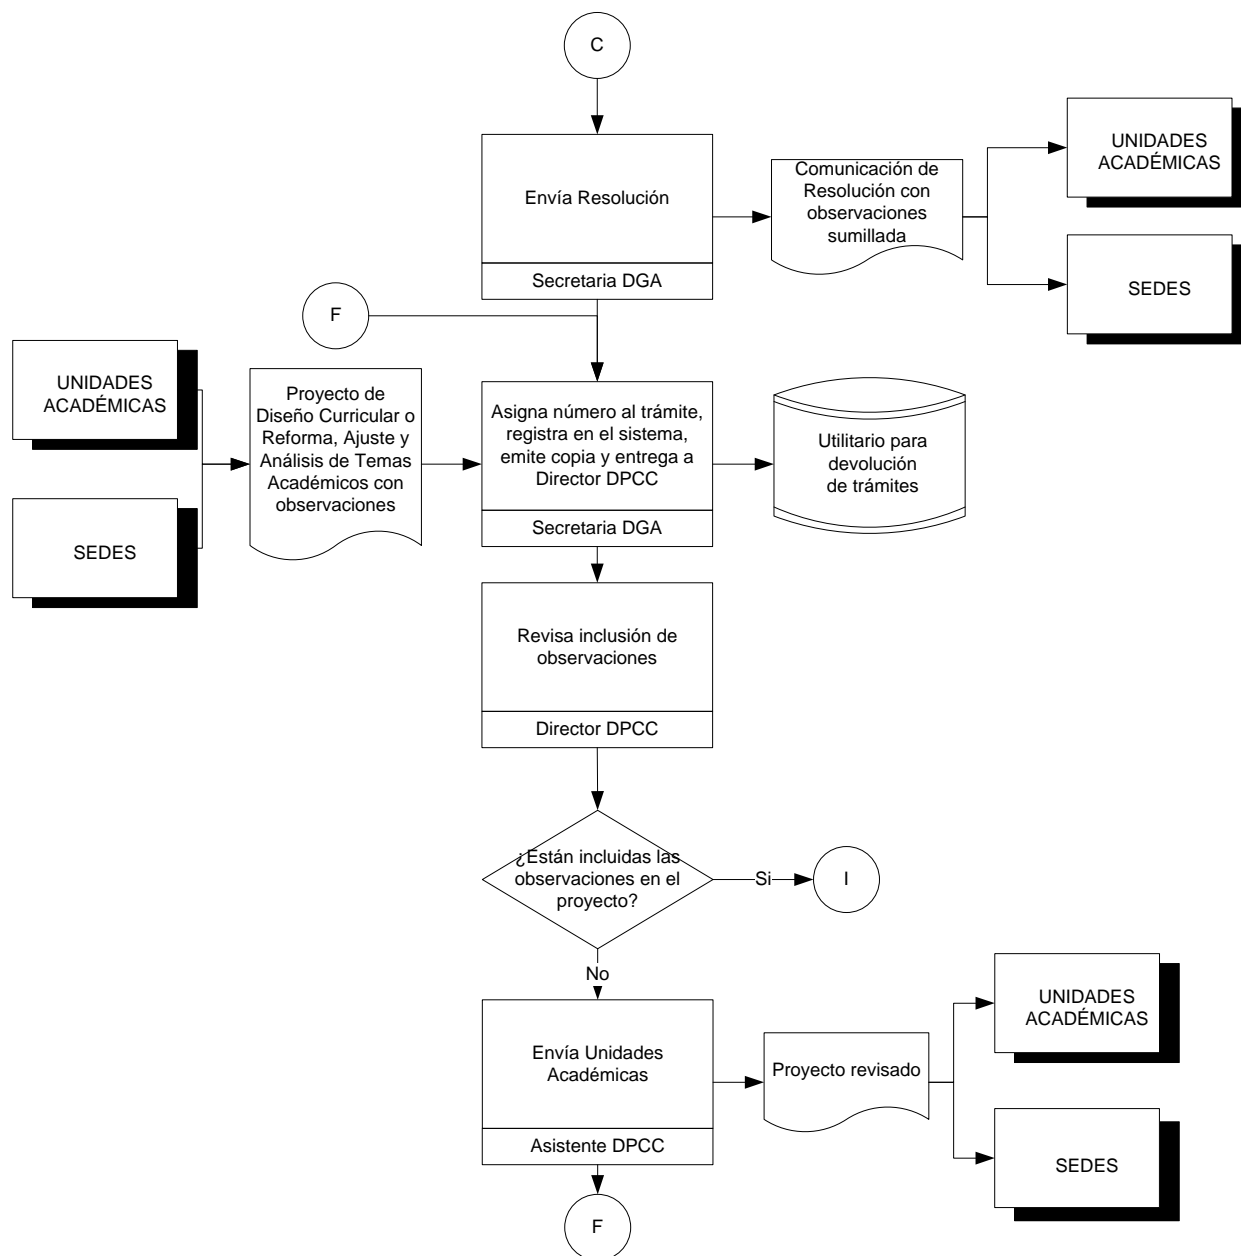 C
Envía Resolución
Secretaria DGA
Comunicación de
Resolución con
observaciones
sumillada
UNIDADES
ACADÉMICAS
SEDES
F
UNIDADES
ACADÉMICAS
SEDES
Proyecto de
Diseño Curricular o
Reforma, Ajuste y
Análisis de Temas
Académicos con
observaciones
Asigna número al trámite,
registra en el sistema,
emite copia y entrega a
Director DPCC
Secretaria DGA
Utilitario para
devolución
de trámites
Revisa inclusión de
observaciones
Director DPCC
¿Están incluidas las
observaciones en el
proyecto?
Si
I
No
Envía Unidades
Académicas
Asistente DPCC
Proyecto revisado
UNIDADES
ACADÉMICAS
SEDES
F